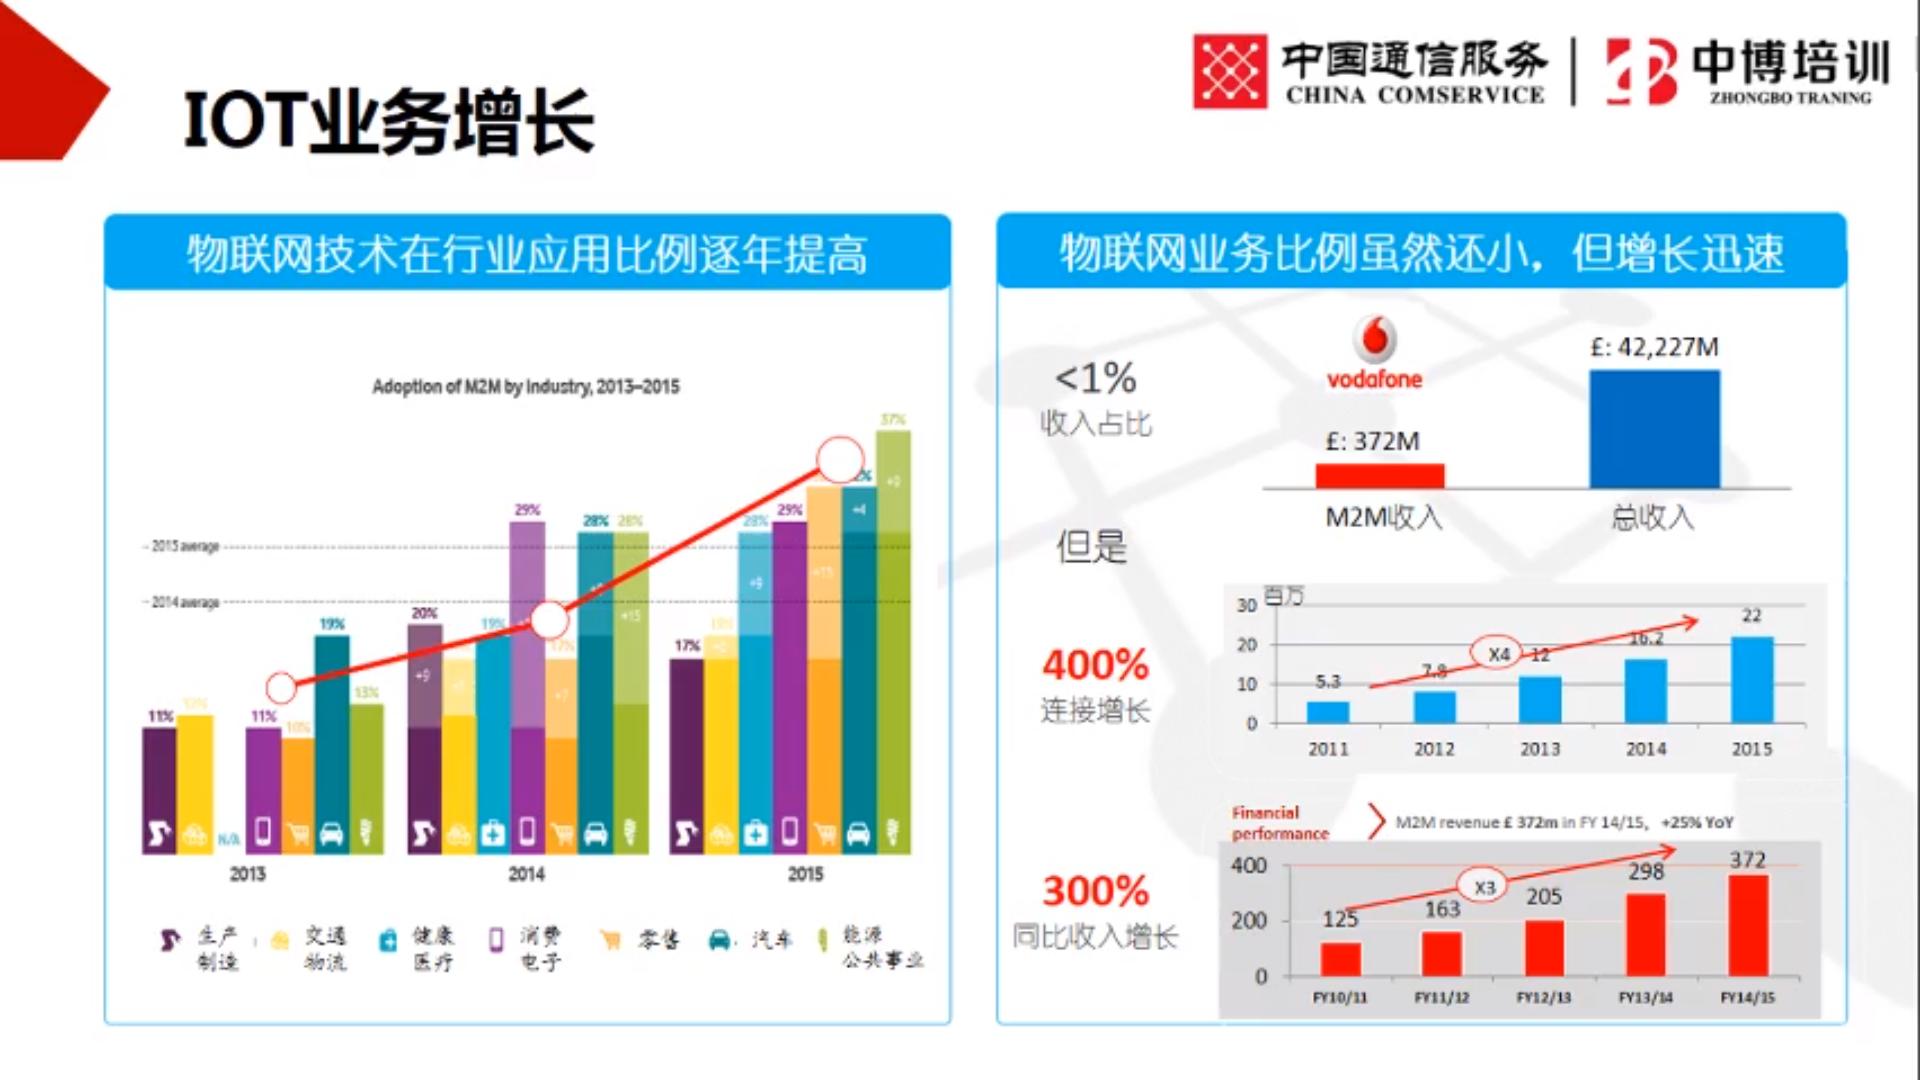 中国通信服务
CHINA COMSERVICE
中博培训
ZHONGBO TRANING
IOT业务增长
物联网技术在行业应用比例逐年提高
Adoption of M2M by industry, 2013–2015
2015 average
2014 average
11% 12% N/A 11% 10% 19% 13%
20% 19% 29% 17% 28% 28%
+9 +7 +15
17% 19% 28% 29% 37%
+2 +9 +15 +4 +9
2013 2014 2015
生产 交通 健康 消费 零售 汽车 能源
制造 物流 医疗 电子 公共事业
物联网业务比例虽然还小，但增长迅速
<1%
收入占比
vodafone
£: 372M
£: 42,227M
M2M收入 总收入
但是
400%
连接增长
百万
30
20
10
0
5.3 7.8 12 16.2 22
X4
2011 2012 2013 2014 2015
Financial
performance
M2M revenue £ 372m in FY 14/15, +25% YoY
300%
同比收入增长
400
200
0
125 163 205 298 372
X3
FY10/11 FY11/12 FY12/13 FY13/14 FY14/15